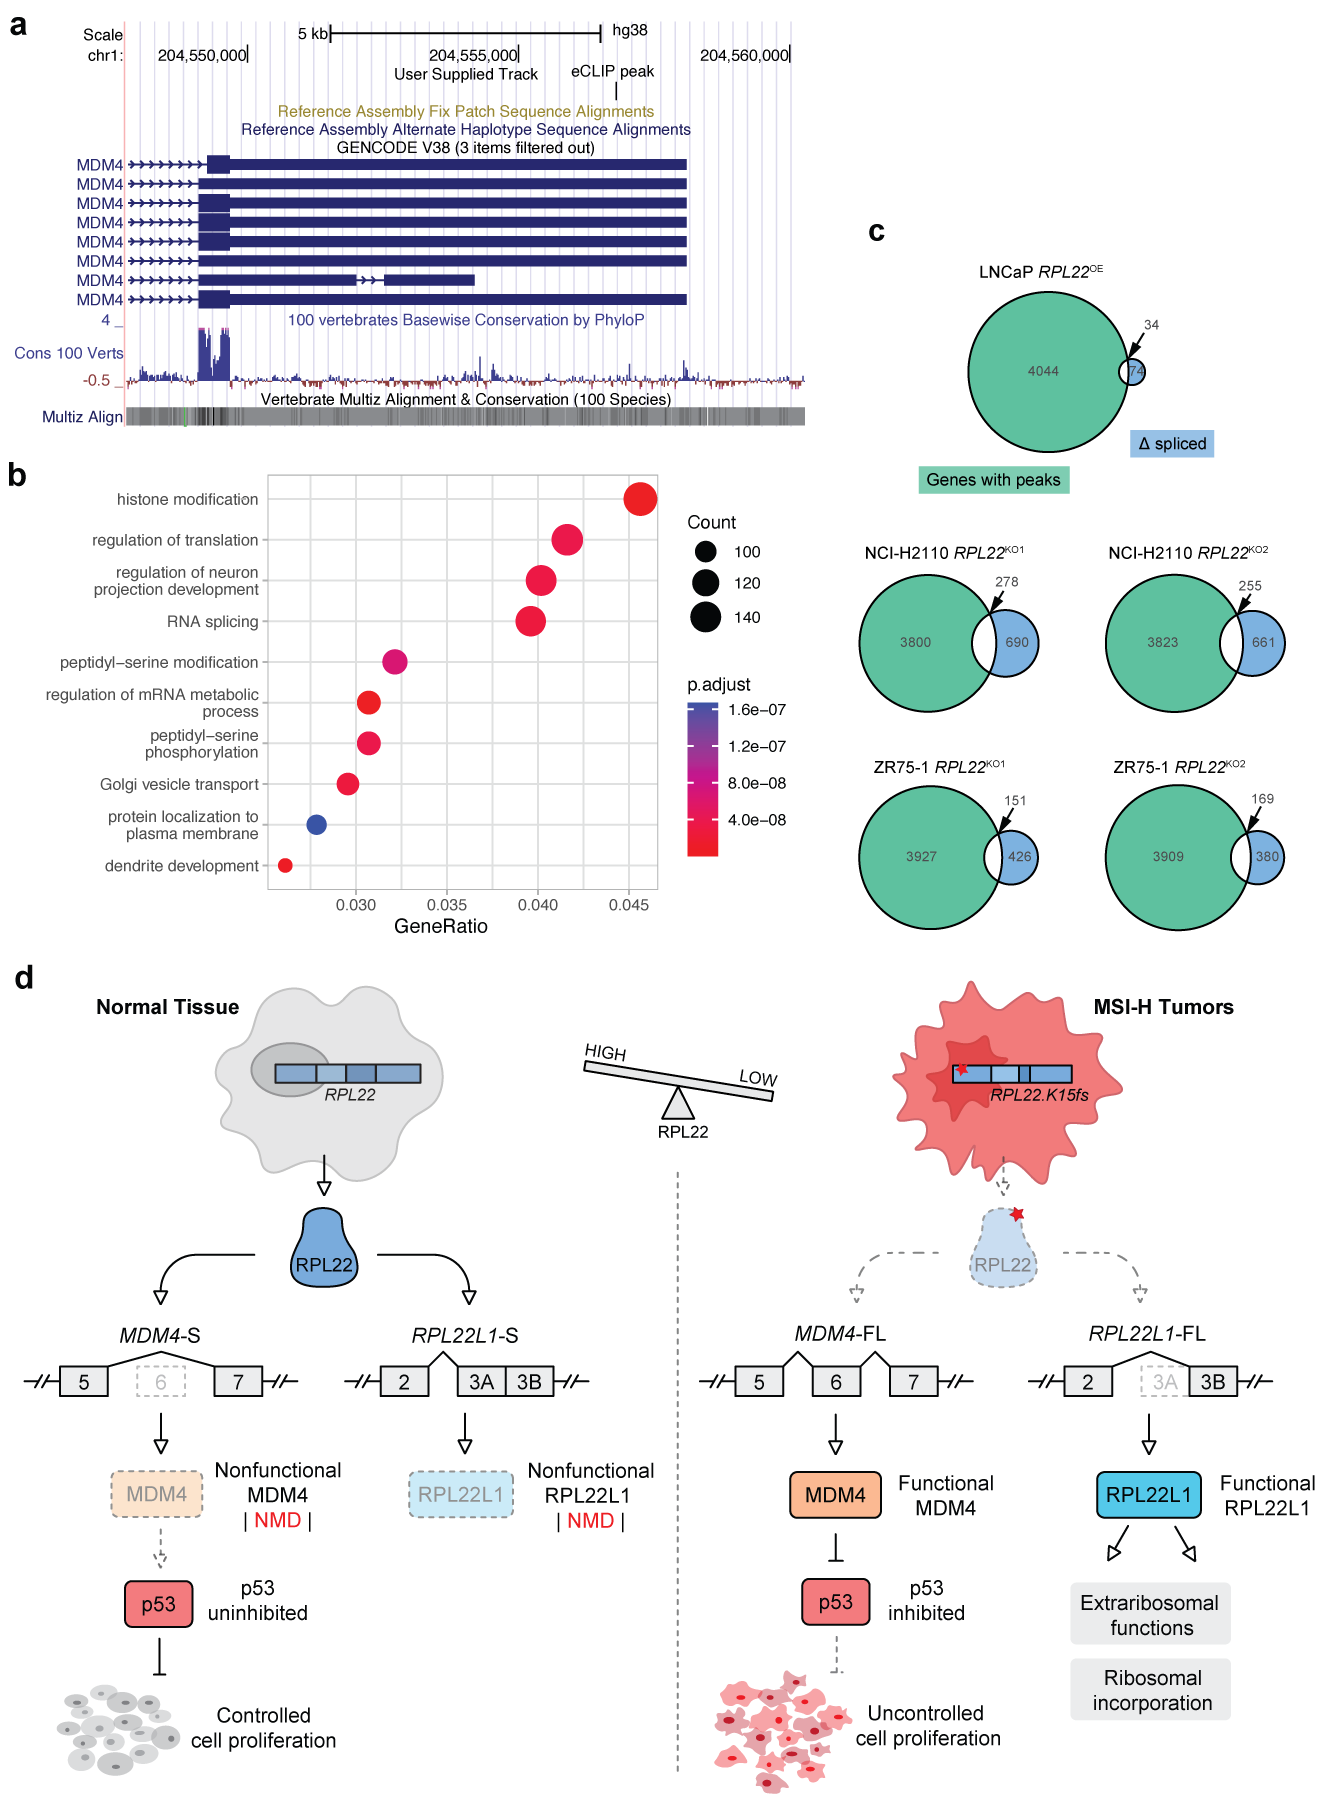 a
Scale
5 kb
hg38
chr1:
204,550,000
204,555,000
204,560,000
User Supplied Track
eCLIP peak
Reference Assembly Fix Patch Sequence Alignments
Reference Assembly Alternate Haplotype Sequence Alignments
GENCODE V38 (3 items filtered out)
MDM4
MDM4
MDM4
MDM4
MDM4
MDM4
MDM4
MDM4
4 _
100 vertebrates Basewise Conservation by PhyloP
Cons 100 Verts
-0.5 _
Vertebrate Multiz Alignment & Conservation (100 Species)
Multiz Align
b
histone modification
regulation of translation
regulation of neuron
projection development
RNA splicing
peptidyl−serine modification
regulation of mRNA metabolic
process
peptidyl−serine
phosphorylation
Golgi vesicle transport
protein localization to
plasma membrane
dendrite development
0.030
0.035
0.040
0.045
GeneRatio
Count
100
120
140
p.adjust
1.6e−07
1.2e−07
8.0e−08
4.0e−08
c
LNCaP RPL22OE
34
4044
74
Δ spliced
Genes with peaks
NCI-H2110 RPL22KO1
278
3800
690
NCI-H2110 RPL22KO2
255
3823
661
ZR75-1 RPL22KO1
151
3927
426
ZR75-1 RPL22KO2
169
3909
380
d
Normal Tissue
RPL22
HIGH
LOW
RPL22
MSI-H Tumors
RPL22.K15fs
RPL22
RPL22
MDM4-S
5
6
7
RPL22L1-S
2
3A
3B
MDM4-FL
5
6
7
RPL22L1-FL
2
3A
3B
MDM4
Nonfunctional
MDM4
| NMD |
RPL22L1
Nonfunctional
RPL22L1
| NMD |
MDM4
Functional
MDM4
RPL22L1
Functional
RPL22L1
p53
p53
uninhibited
p53
p53
inhibited
Extraribosomal
functions
Ribosomal
incorporation
Controlled
cell proliferation
Uncontrolled
cell proliferation